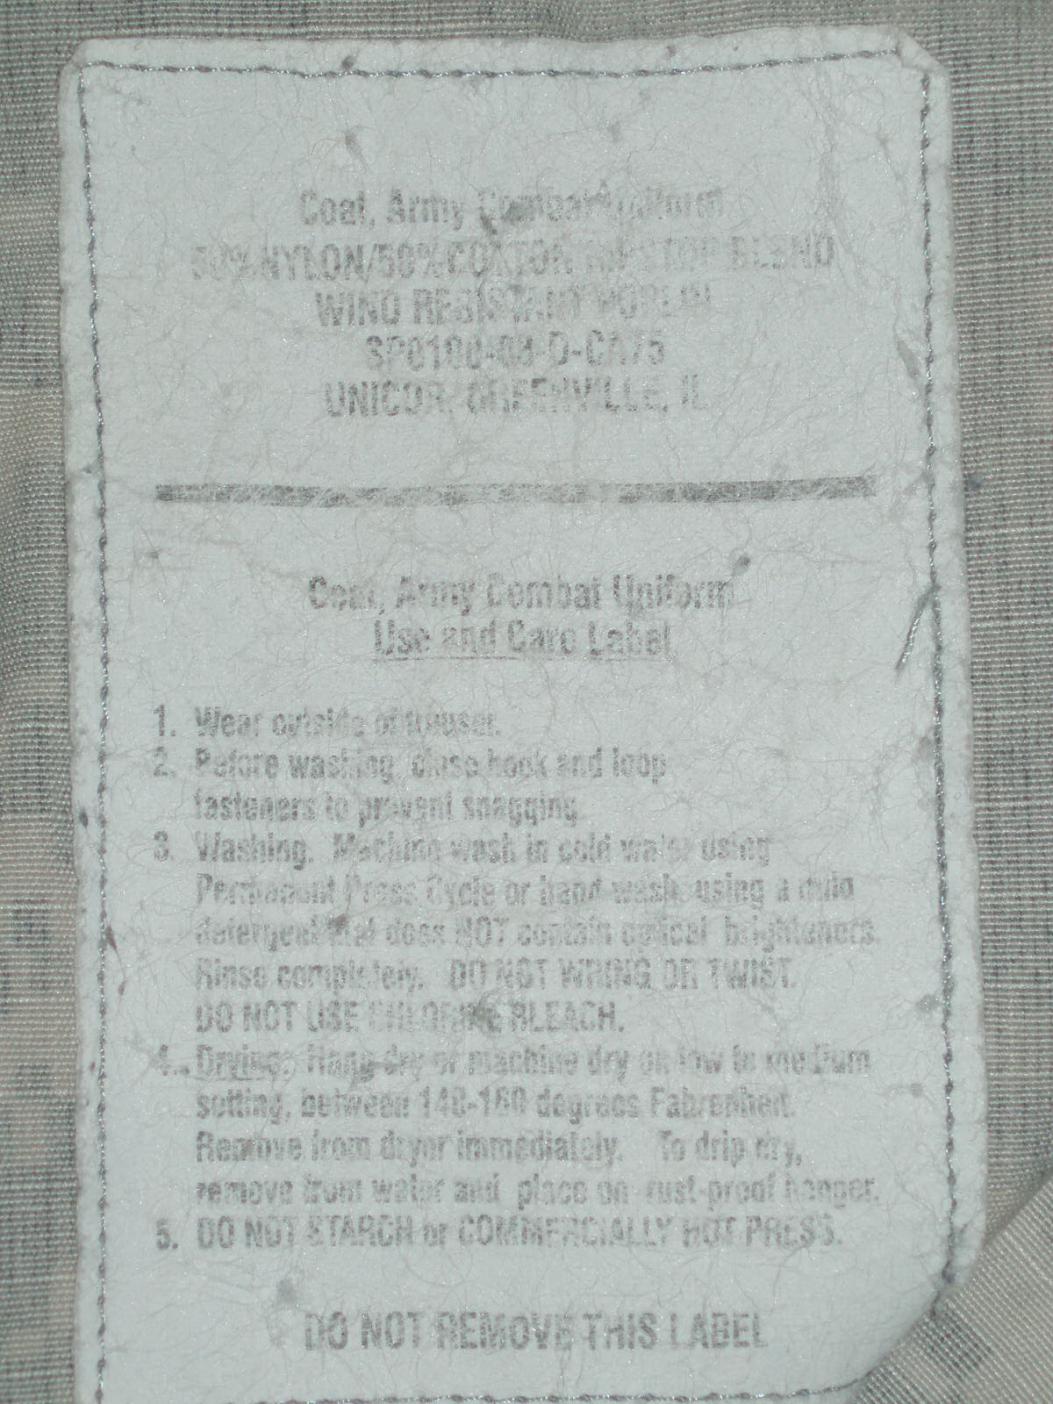 Coat, Army Combat Uniform
50% NYLON/50% COTTON RIPSTOP BLEND
WIND RESISTANT POPLIN
UNICOR, GREENVILLE, IL
Coat, Army Combat Uniform
Use and Care Label
1. Wear outside of trouser.
2. Before washing, close hook and loop
fasteners to prevent snagging.
3. Washing. Machine wash in cold water using
Permanent Press Cycle or hand wash using a mild
detergent that does NOT contain optical brighteners.
Rinse completely. DO NOT WRING OR TWIST.
DO NOT USE CHLORINE BLEACH.
4. Drying: Hang dry or machine dry on low to medium
setting, between degrees Fahrenheit.
Remove from dryer immediately. To drip dry,
remove from water and place on rust-proof hanger.
5. DO NOT STARCH or COMMERCIALLY HOT PRESS.
DO NOT REMOVE THIS LABEL